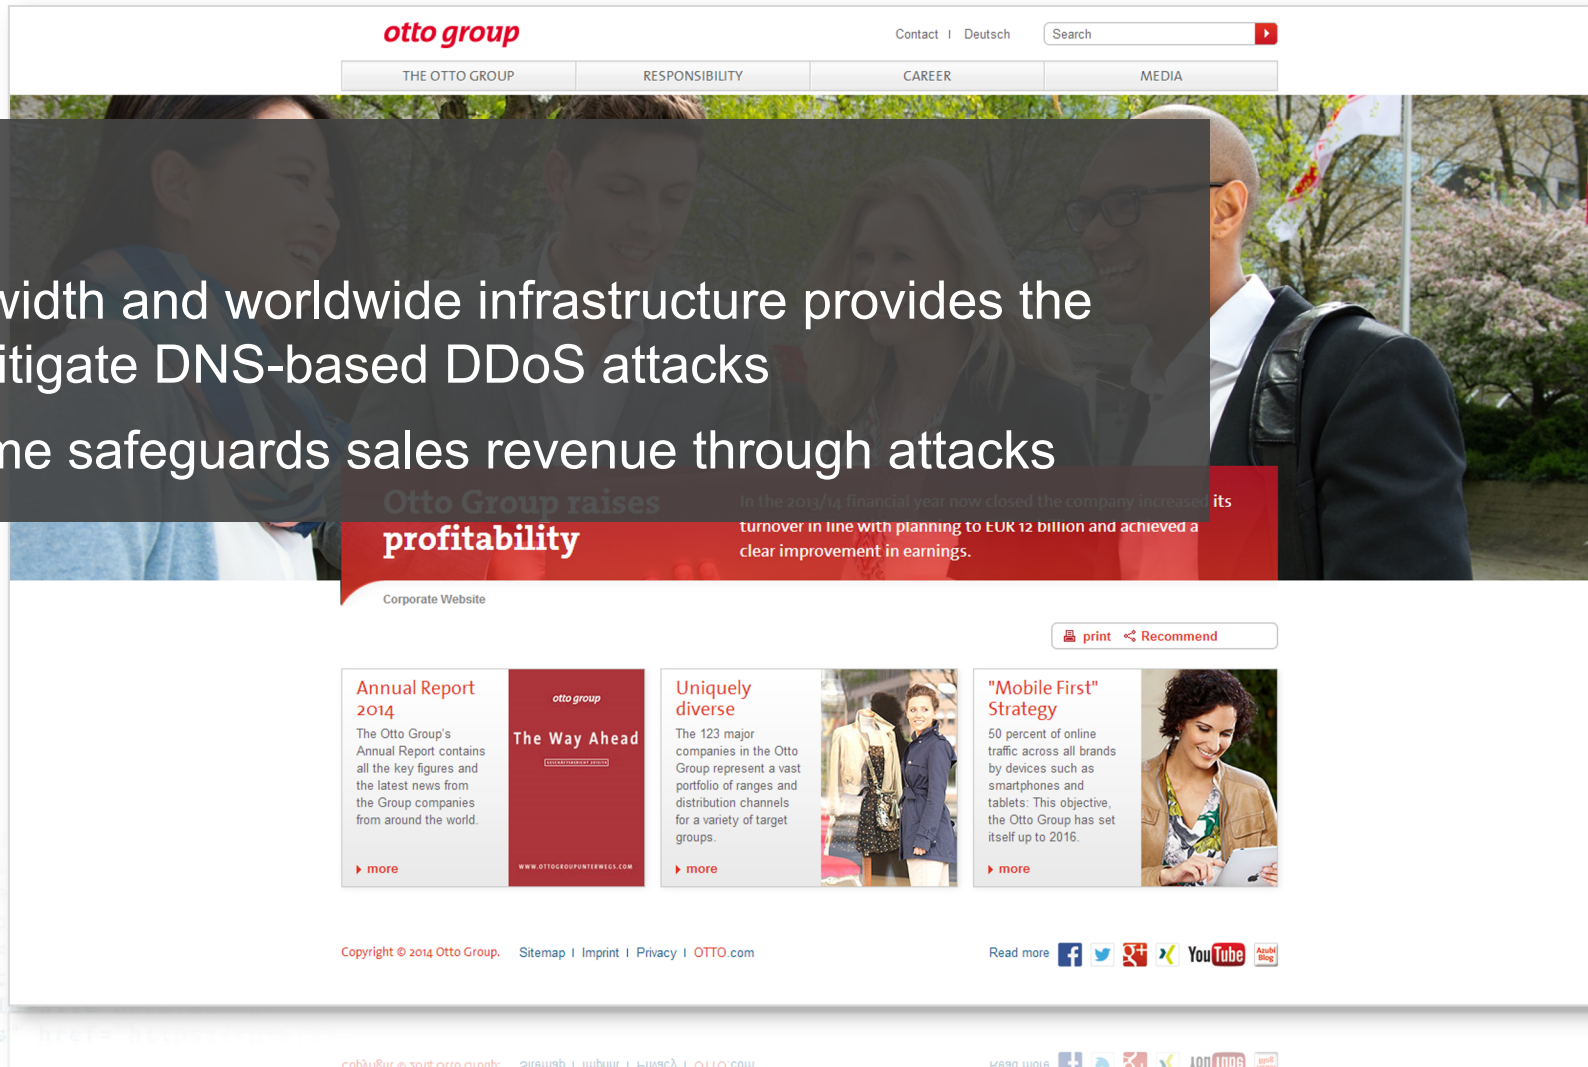 otto group
Contact | Deutsch
Search
THE OTTO GROUP
RESPONSIBILITY
CAREER
MEDIA
width and worldwide infrastructure provides the
itigate DNS-based DDoS attacks
me safeguards sales revenue through attacks
Otto Group raises
profitability
In the 2013/14 financial year now closed the company increased its
turnover in line with planning to EUR 12 billion and achieved a
clear improvement in earnings.
Corporate Website
print
Recommend
Annual Report
2014
The Otto Group's
Annual Report contains
all the key figures and
the latest news from
the Group companies
from around the world.
more
otto group
The Way Ahead
WWW.OTTOGROUPUNTERWEGS.COM
Uniquely
diverse
The 123 major
companies in the Otto
Group represent a vast
portfolio of ranges and
distribution channels
for a variety of target
groups.
more
"Mobile First"
Strategy
50 percent of online
traffic across all brands
by devices such as
smartphones and
tablets: This objective,
the Otto Group has set
itself up to 2016.
more
Copyright © 2014 Otto Group.
Sitemap | Imprint | Privacy | OTTO.com
Read more
YouTube
Azubi
Blog